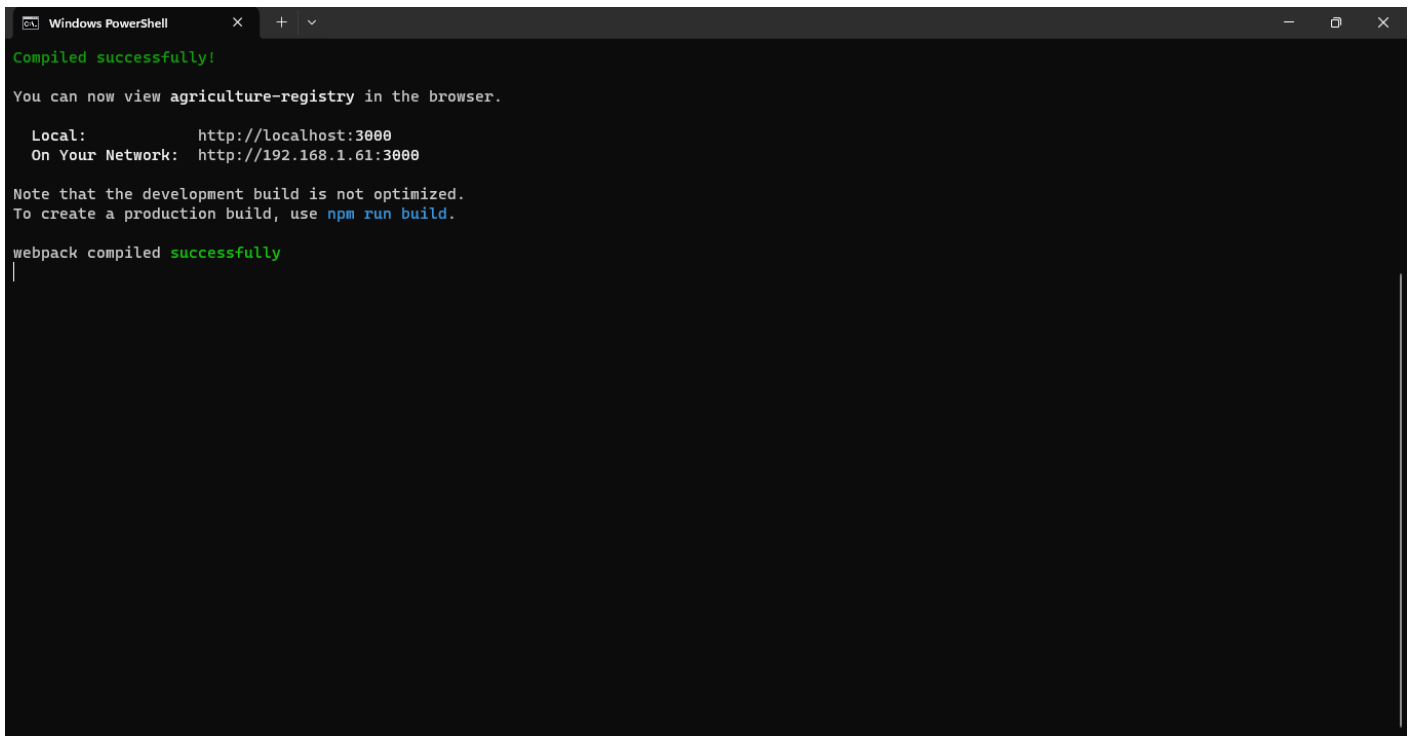 Windows PowerShell
Compiled successfully!
You can now view agriculture-registry in the browser.
Local: http://localhost:3000
On Your Network: http://192.168.1.61:3000
Note that the development build is not optimized.
To create a production build, use npm run build.
webpack compiled successfully